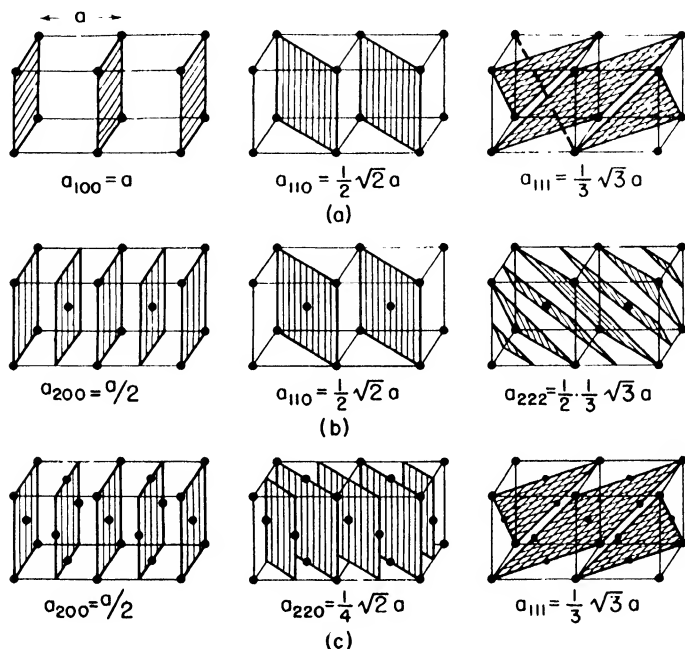 a
a₁₀₀ = a
a₁₁₀ = 1/2 √2 a
a₁₁₁ = 1/3 √3 a
(a)
a₂₀₀ = a/2
a₁₁₀ = 1/2 √2 a
a₂₂₂ = 1/2 · 1/3 √3 a
(b)
a₂₀₀ = a/2
a₂₂₀ = 1/4 √2 a
a₁₁₁ = 1/3 √3 a
(c)